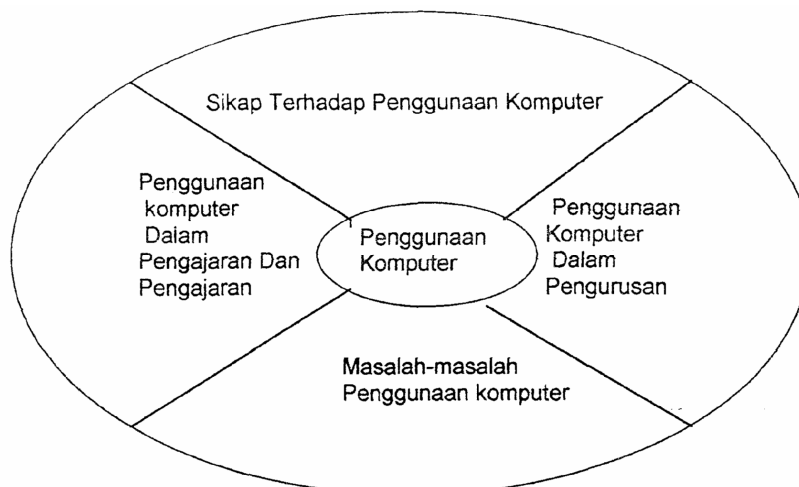 Sikap Terhadap Penggunaan Komputer
Penggunaan
komputer
Dalam
Pengajaran Dan
Pengajaran
Penggunaan
Komputer
Penggunaan
Komputer
Dalam
Pengurusan
Masalah-masalah
Penggunaan komputer